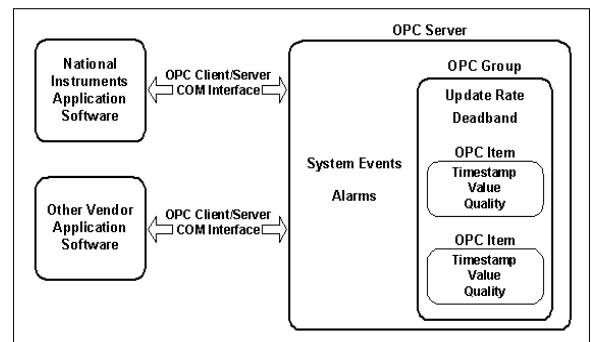 OPC Server
National
Instruments
Application
Software
OPC Client/Server
COM Interface
OPC Group
Update Rate
Deadband
System Events
Alarms
OPC Item
Timestamp
Value
Quality
Other Vendor
Application
Software
OPC Client/Server
COM Interface
OPC Item
Timestamp
Value
Quality